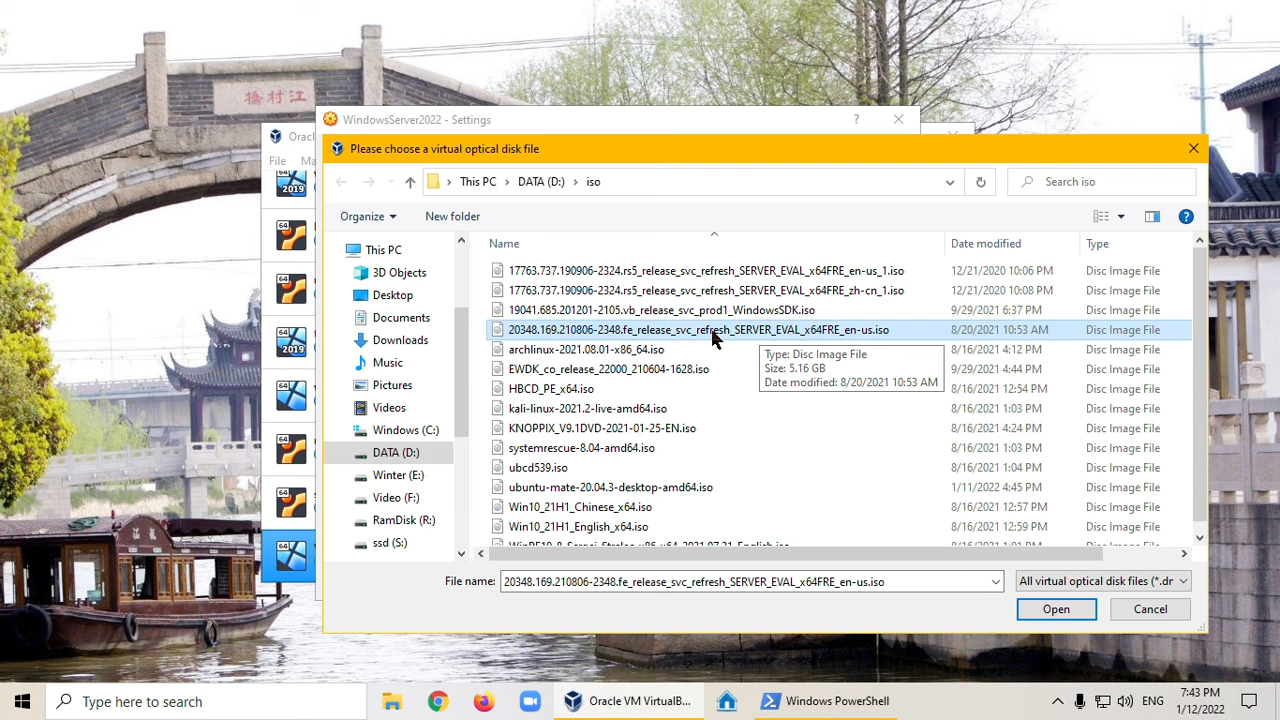 江村橋
WindowsServer2022 - Settings
?
Oracl
Please choose a virtual optical disk file
File
Ma
This PC
DATA (D:)
iso
Search iso
Organize
New folder
2019
64
64
2019
64
64
This PC
3D Objects
Desktop
Documents
Downloads
Music
Pictures
Videos
Windows (C:)
DATA (D:)
Winter (E:)
Video (F:)
RamDisk (R:)
ssd (S:)
Name
Date modified
Type
17763.737.190906-2324.rs5_release_svc_refresh_SERVER_EVAL_x64FRE_en-us_1.iso 12/21/2020 10:06 PM Disc Image File
17763.737.190906-2324.rs5_release_svc_refresh_SERVER_EVAL_x64FRE_zh-cn_1.iso 12/21/2020 10:08 PM Disc Image File
19041.685.201201-2105.vb_release_svc_prod1_WindowsSDK.iso 9/29/2021 6:37 PM Disc Image File
20348.169.210806-2348.fe_release_svc_refresh_SERVER_EVAL_x64FRE_en-us.iso 8/20/2021 10:53 AM Disc Image File
archlinux-2021.08.01-x86_64.iso 8/16/2021 4:12 PM Disc Image File
EWDK_co_release_22000_210604-1628.iso 9/29/2021 4:44 PM Disc Image File
HBCD_PE_x64.iso 8/16/2021 12:54 PM Disc Image File
kali-linux-2021.2-live-amd64.iso 8/16/2021 1:03 PM Disc Image File
KNOPPIX_V9.1DVD-2021-01-25-EN.iso 8/16/2021 4:24 PM Disc Image File
systemrescue-8.04-amd64.iso 8/16/2021 1:03 PM Disc Image File
ubcd539.iso 8/16/2021 1:04 PM Disc Image File
ubuntu-mate-20.04.3-desktop-amd64.iso 1/11/2022 4:45 PM Disc Image File
Win10_21H1_Chinese_x64.iso 8/16/2021 12:57 PM Disc Image File
Win10_21H1_English_x64.iso 8/16/2021 12:59 PM Disc Image File
Type: Disc Image File
Size: 5.16 GB
Date modified: 8/20/2021 10:53 AM
File name:
20348.169.210806-2348.fe_release_svc_refresh_SERVER_EVAL_x64FRE_en-us.iso
All virtual optical disk files (*.c
Open
Cancel
Type here to search
Oracle VM VirtualB...
Windows PowerShell
ENG
7:43 PM
1/12/2022